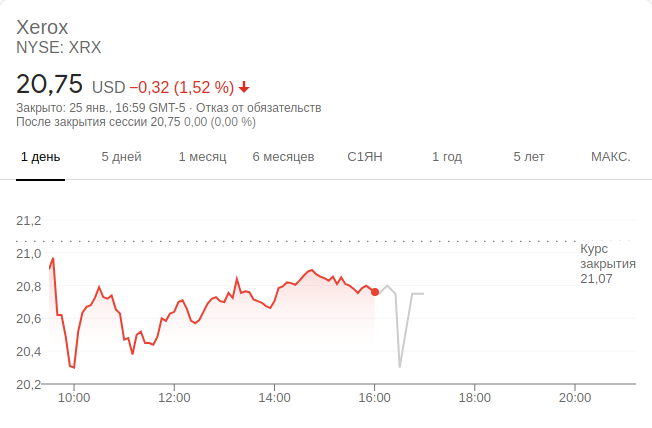 Xerox
NYSE: XRX
20,75 USD −0,32 (1,52 %)
Закрыто: 25 янв., 16:59 GMT-5 · Отказ от обязательств
После закрытия сессии 20,75 0,00 (0,00 %)
1 день 5 дней 1 месяц 6 месяцев С1ЯН 1 год 5 лет МАКС.
21,2
21,0
20,8
20,6
20,4
20,2
Курс
закрытия
21,07
10:00 12:00 14:00 16:00 18:00 20:00